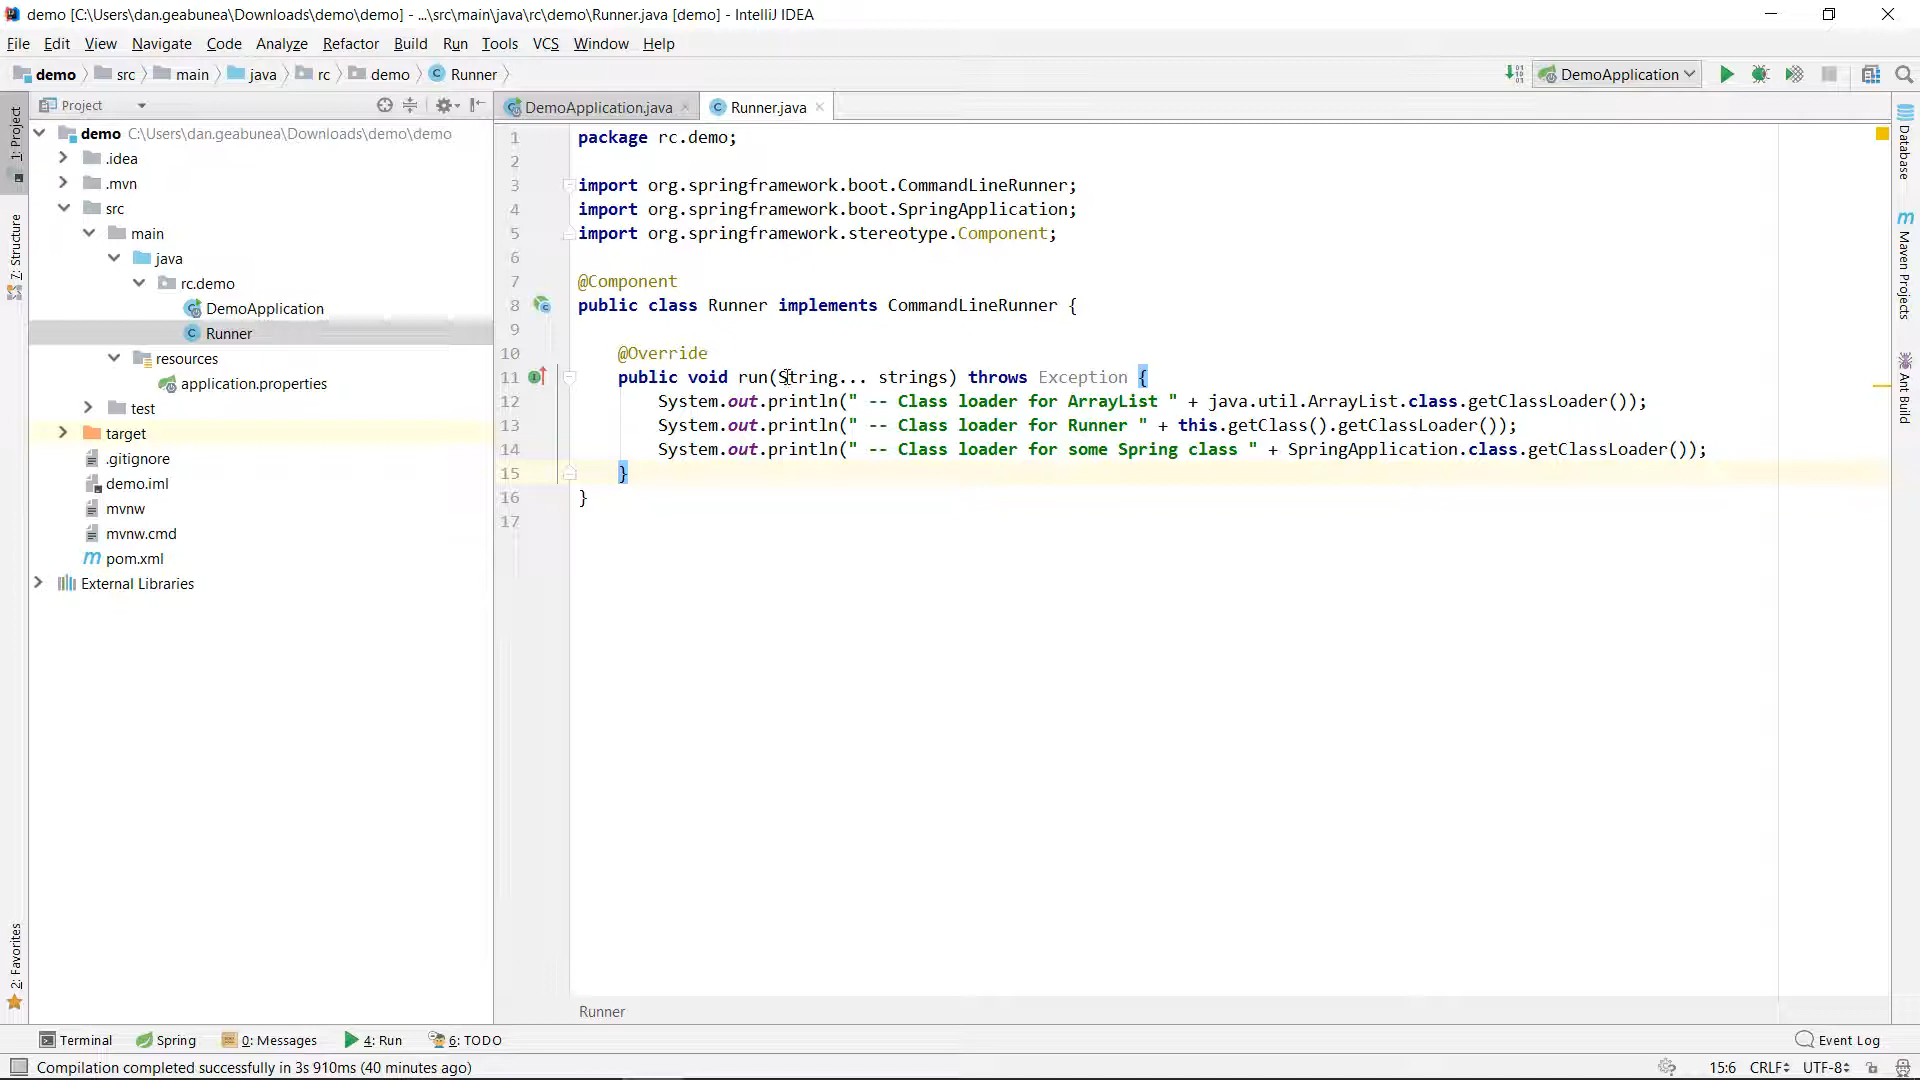 demo [C:\Users\dan.geabunea\Downloads\demo\demo] - ...\src\main\java\rc\demo\Runner.java [demo] - IntelliJ IDEA
File Edit View Navigate Code Analyze Refactor Build Run Tools VCS Window Help
demo src main java rc demo Runner DemoApplication
Project
DemoApplication.java Runner.java
1: Project
7: Structure
2: Favorites
demo C:\Users\dan.geabunea\Downloads\demo\demo
.idea
.mvn
src
main
java
rc.demo
DemoApplication
Runner
resources
application.properties
test
target
.gitignore
demo.iml
mvnw
mvnw.cmd
pom.xml
External Libraries
1 package rc.demo;
2
3 import org.springframework.boot.CommandLineRunner;
4 import org.springframework.boot.SpringApplication;
5 import org.springframework.stereotype.Component;
6
7 @Component
8 public class Runner implements CommandLineRunner {
9
10 @Override
11 public void run(String... strings) throws Exception {
12 System.out.println(" -- Class loader for ArrayList " + java.util.ArrayList.class.getClassLoader());
13 System.out.println(" -- Class loader for Runner " + this.getClass().getClassLoader());
14 System.out.println(" -- Class loader for some Spring class " + SpringApplication.class.getClassLoader());
15 }
16 }
17
Runner
Database
Maven Projects
Ant Build
Terminal Spring 0: Messages 4: Run 6: TODO Event Log
Compilation completed successfully in 3s 910ms (40 minutes ago) 15:6 CRLF UTF-8